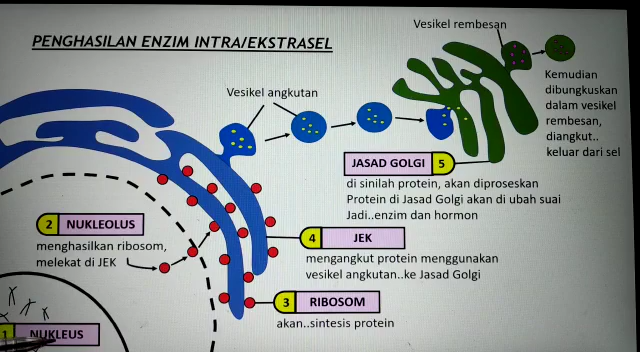 PENGHASILAN ENZIM INTRA/EKSTRASEL
Vesikel rembesan
Vesikel angkutan
Kemudian
dibungkuskan
dalam vesikel
rembesan,
diangkut..
keluar dari sel
JASAD GOLGI 5
di sinilah protein, akan diproseskan
Protein di Jasad Golgi akan di ubah suai
Jadi..enzim dan hormon
2 NUKLEOLUS
menghasilkan ribosom,
melekat di JEK
4 JEK
mengangkut protein menggunakan
vesikel angkutan..ke Jasad Golgi
3 RIBOSOM
akan..sintesis protein
1 NUKLEUS